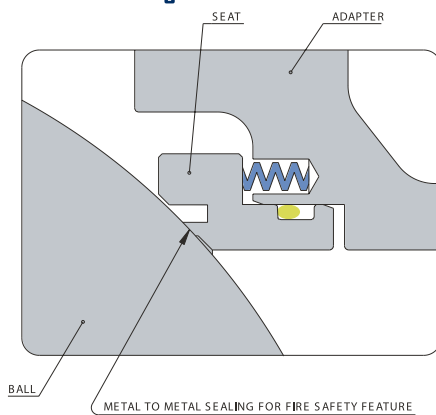 SEAT
ADAPTER
BALL
METAL TO METAL SEALING FOR FIRE SAFETY FEATURE